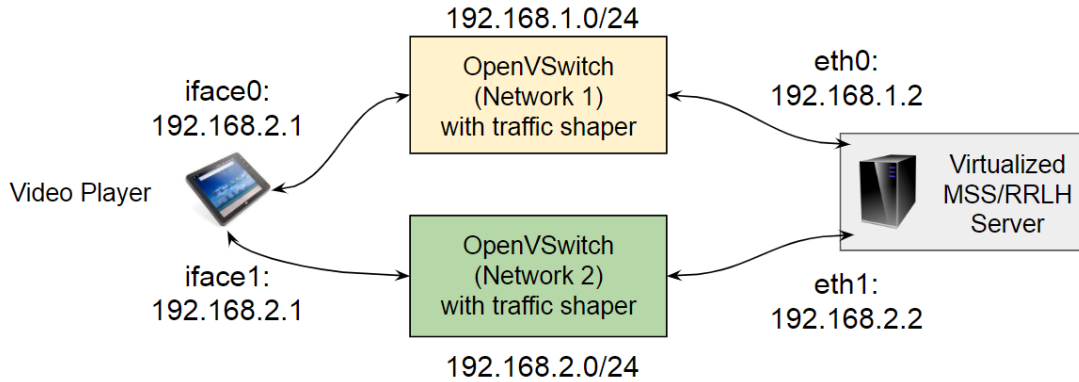 192.168.1.0/24
OpenVSwitch
(Network 1)
with traffic shaper
iface0:
192.168.2.1
eth0:
192.168.1.2
Video Player
Virtualized
MSS/RRLH
Server
OpenVSwitch
(Network 2)
with traffic shaper
iface1:
192.168.2.1
eth1:
192.168.2.2
192.168.2.0/24